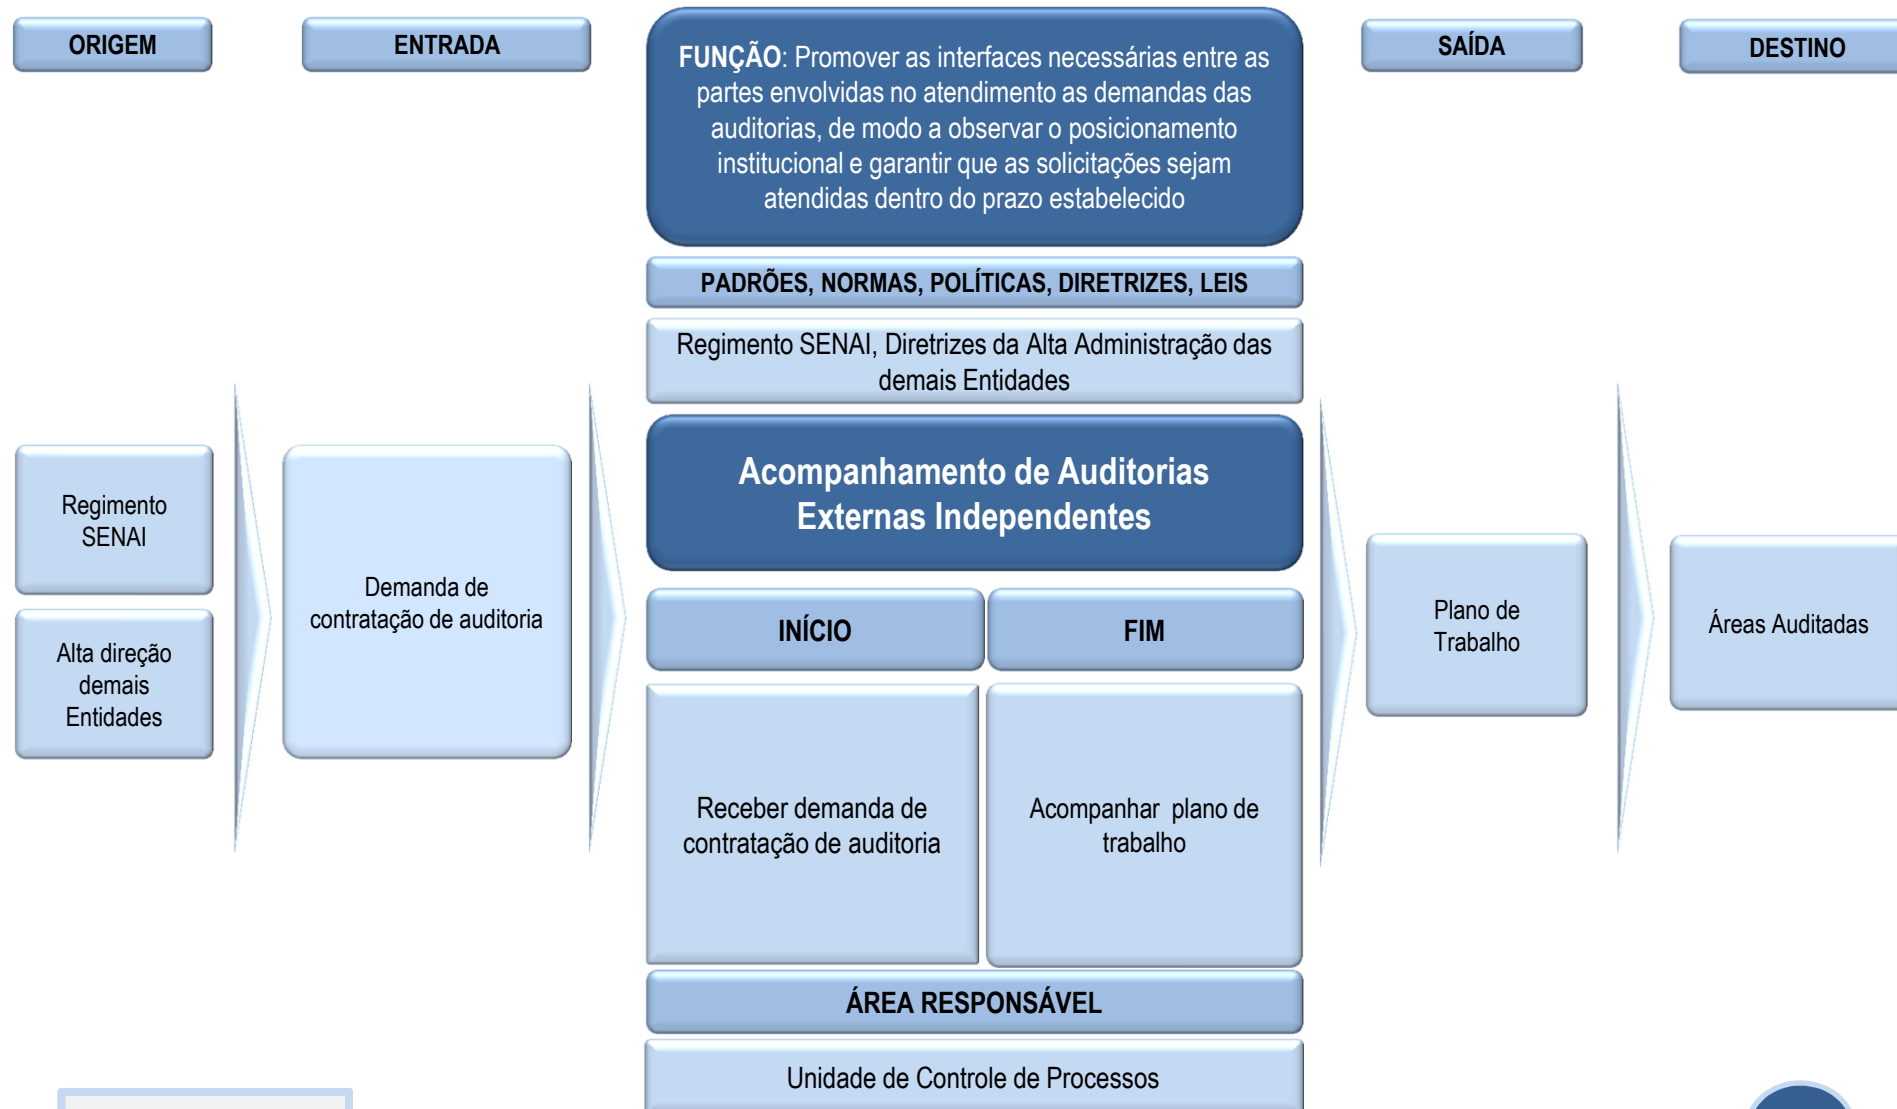 ORIGEM
ENTRADA
FUNÇÃO: Promover as interfaces necessárias entre as
partes envolvidas no atendimento as demandas das
auditorias, de modo a observar o posicionamento
institucional e garantir que as solicitações sejam
atendidas dentro do prazo estabelecido
SAÍDA
DESTINO
PADRÕES, NORMAS, POLÍTICAS, DIRETRIZES, LEIS
Regimento SENAI, Diretrizes da Alta Administração das
demais Entidades
Regimento
SENAI
Alta direção
demais
Entidades
Demanda de
contratação de auditoria
Acompanhamento de Auditorias
Externas Independentes
INÍCIO
FIM
Receber demanda de
contratação de auditoria
Acompanhar plano de
trabalho
Plano de
Trabalho
Áreas Auditadas
ÁREA RESPONSÁVEL
Unidade de Controle de Processos